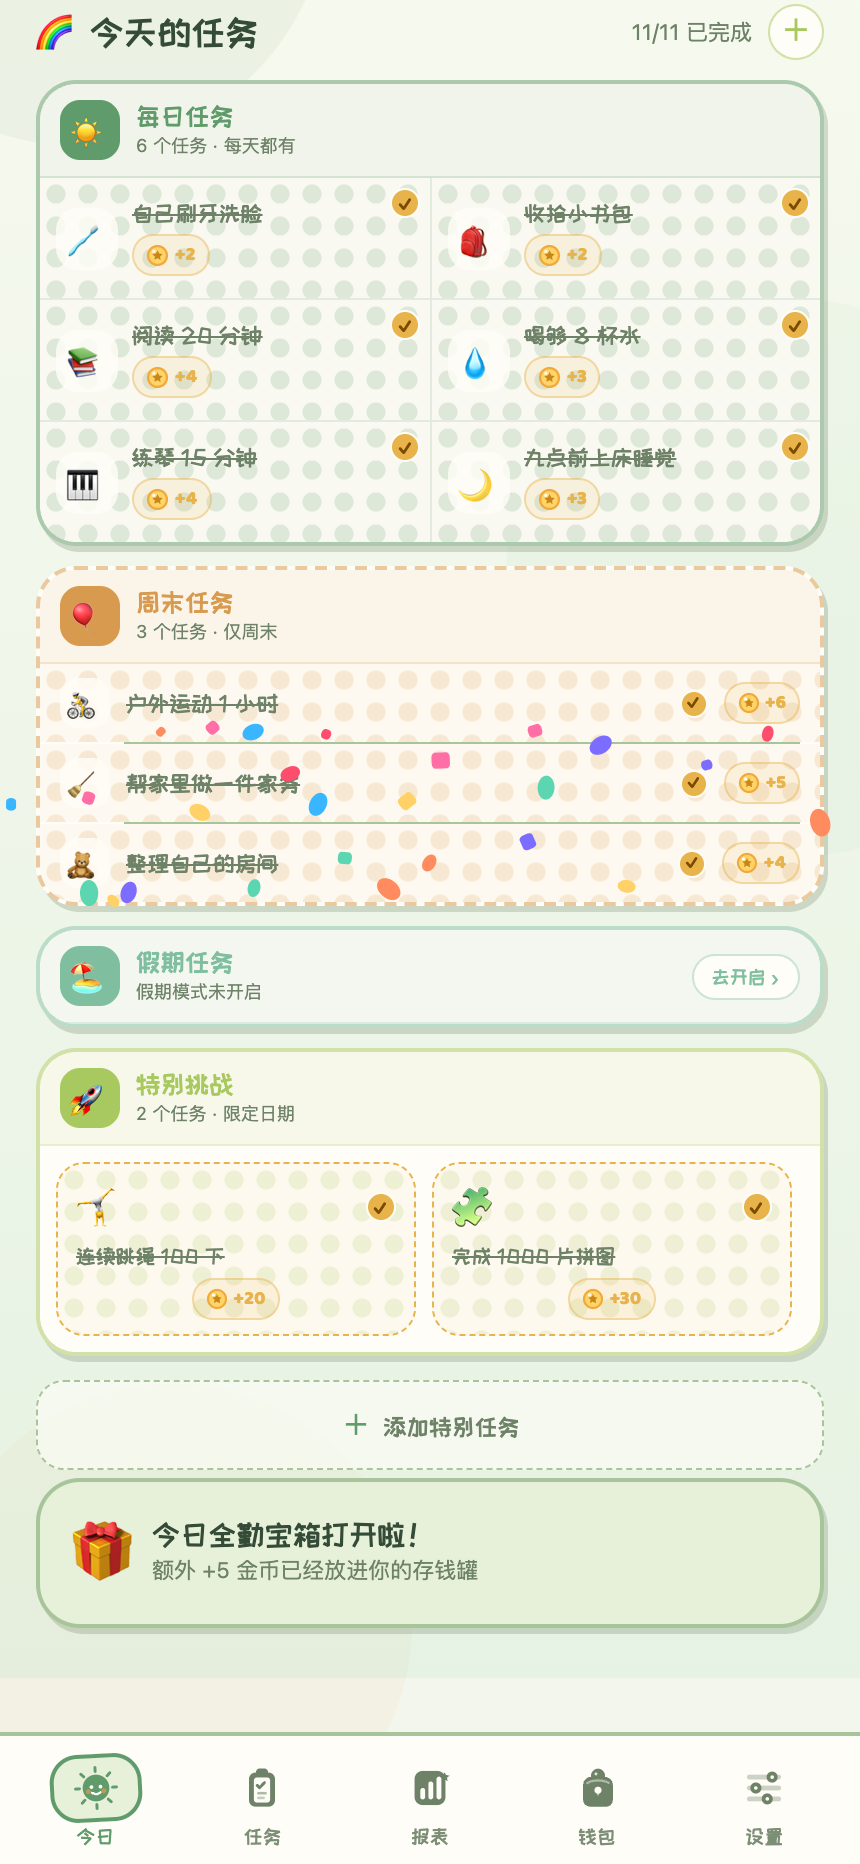 今天的任务
11/11 已完成
每日任务
6 个任务 · 每天都有
自己刷牙洗脸
+2
收拾小书包
+2
阅读 20 分钟
+4
喝够 8 杯水
+3
练琴 15 分钟
+4
九点前上床睡觉
+3
周末任务
3 个任务 · 仅周末
户外运动 1 小时
+6
帮家里做一件家务
+5
整理自己的房间
+4
假期任务
假期模式未开启
去开启 ›
特别挑战
2 个任务 · 限定日期
连续跳绳 100 下
+20
完成 1000 片拼图
+30
添加特别任务
今日全勤宝箱打开啦！
额外 +5 金币已经放进你的存钱罐
今日
任务
报表
钱包
设置